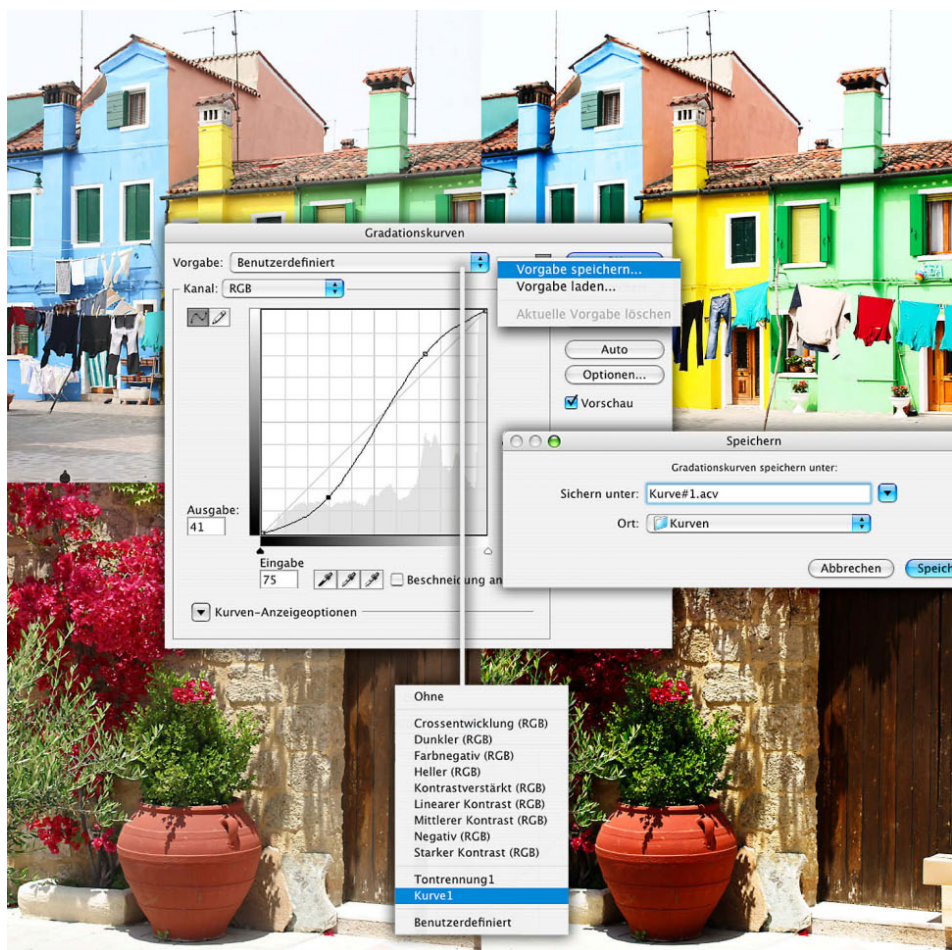 Gradationskurven
Vorgabe: Benutzerdefiniert
Vorgabe speichern...
Vorgabe laden...
Aktuelle Vorgabe löschen
Kanal: RGB
Auto
Optionen...
Vorschau
Ausgabe:
41
Eingabe
75
Beschneidung an
Kurven-Anzeigeoptionen
Speichern
Gradationskurven speichern unter:
Sichern unter: Kurve#1.acv
Ort: Kurven
Abbrechen
Speich
Ohne
Crossentwicklung (RGB)
Dunkler (RGB)
Farbnegativ (RGB)
Heller (RGB)
Kontrastverstärkt (RGB)
Linearer Kontrast (RGB)
Mittlerer Kontrast (RGB)
Negativ (RGB)
Starker Kontrast (RGB)
Tontrennung1
Kurve1
Benutzerdefiniert